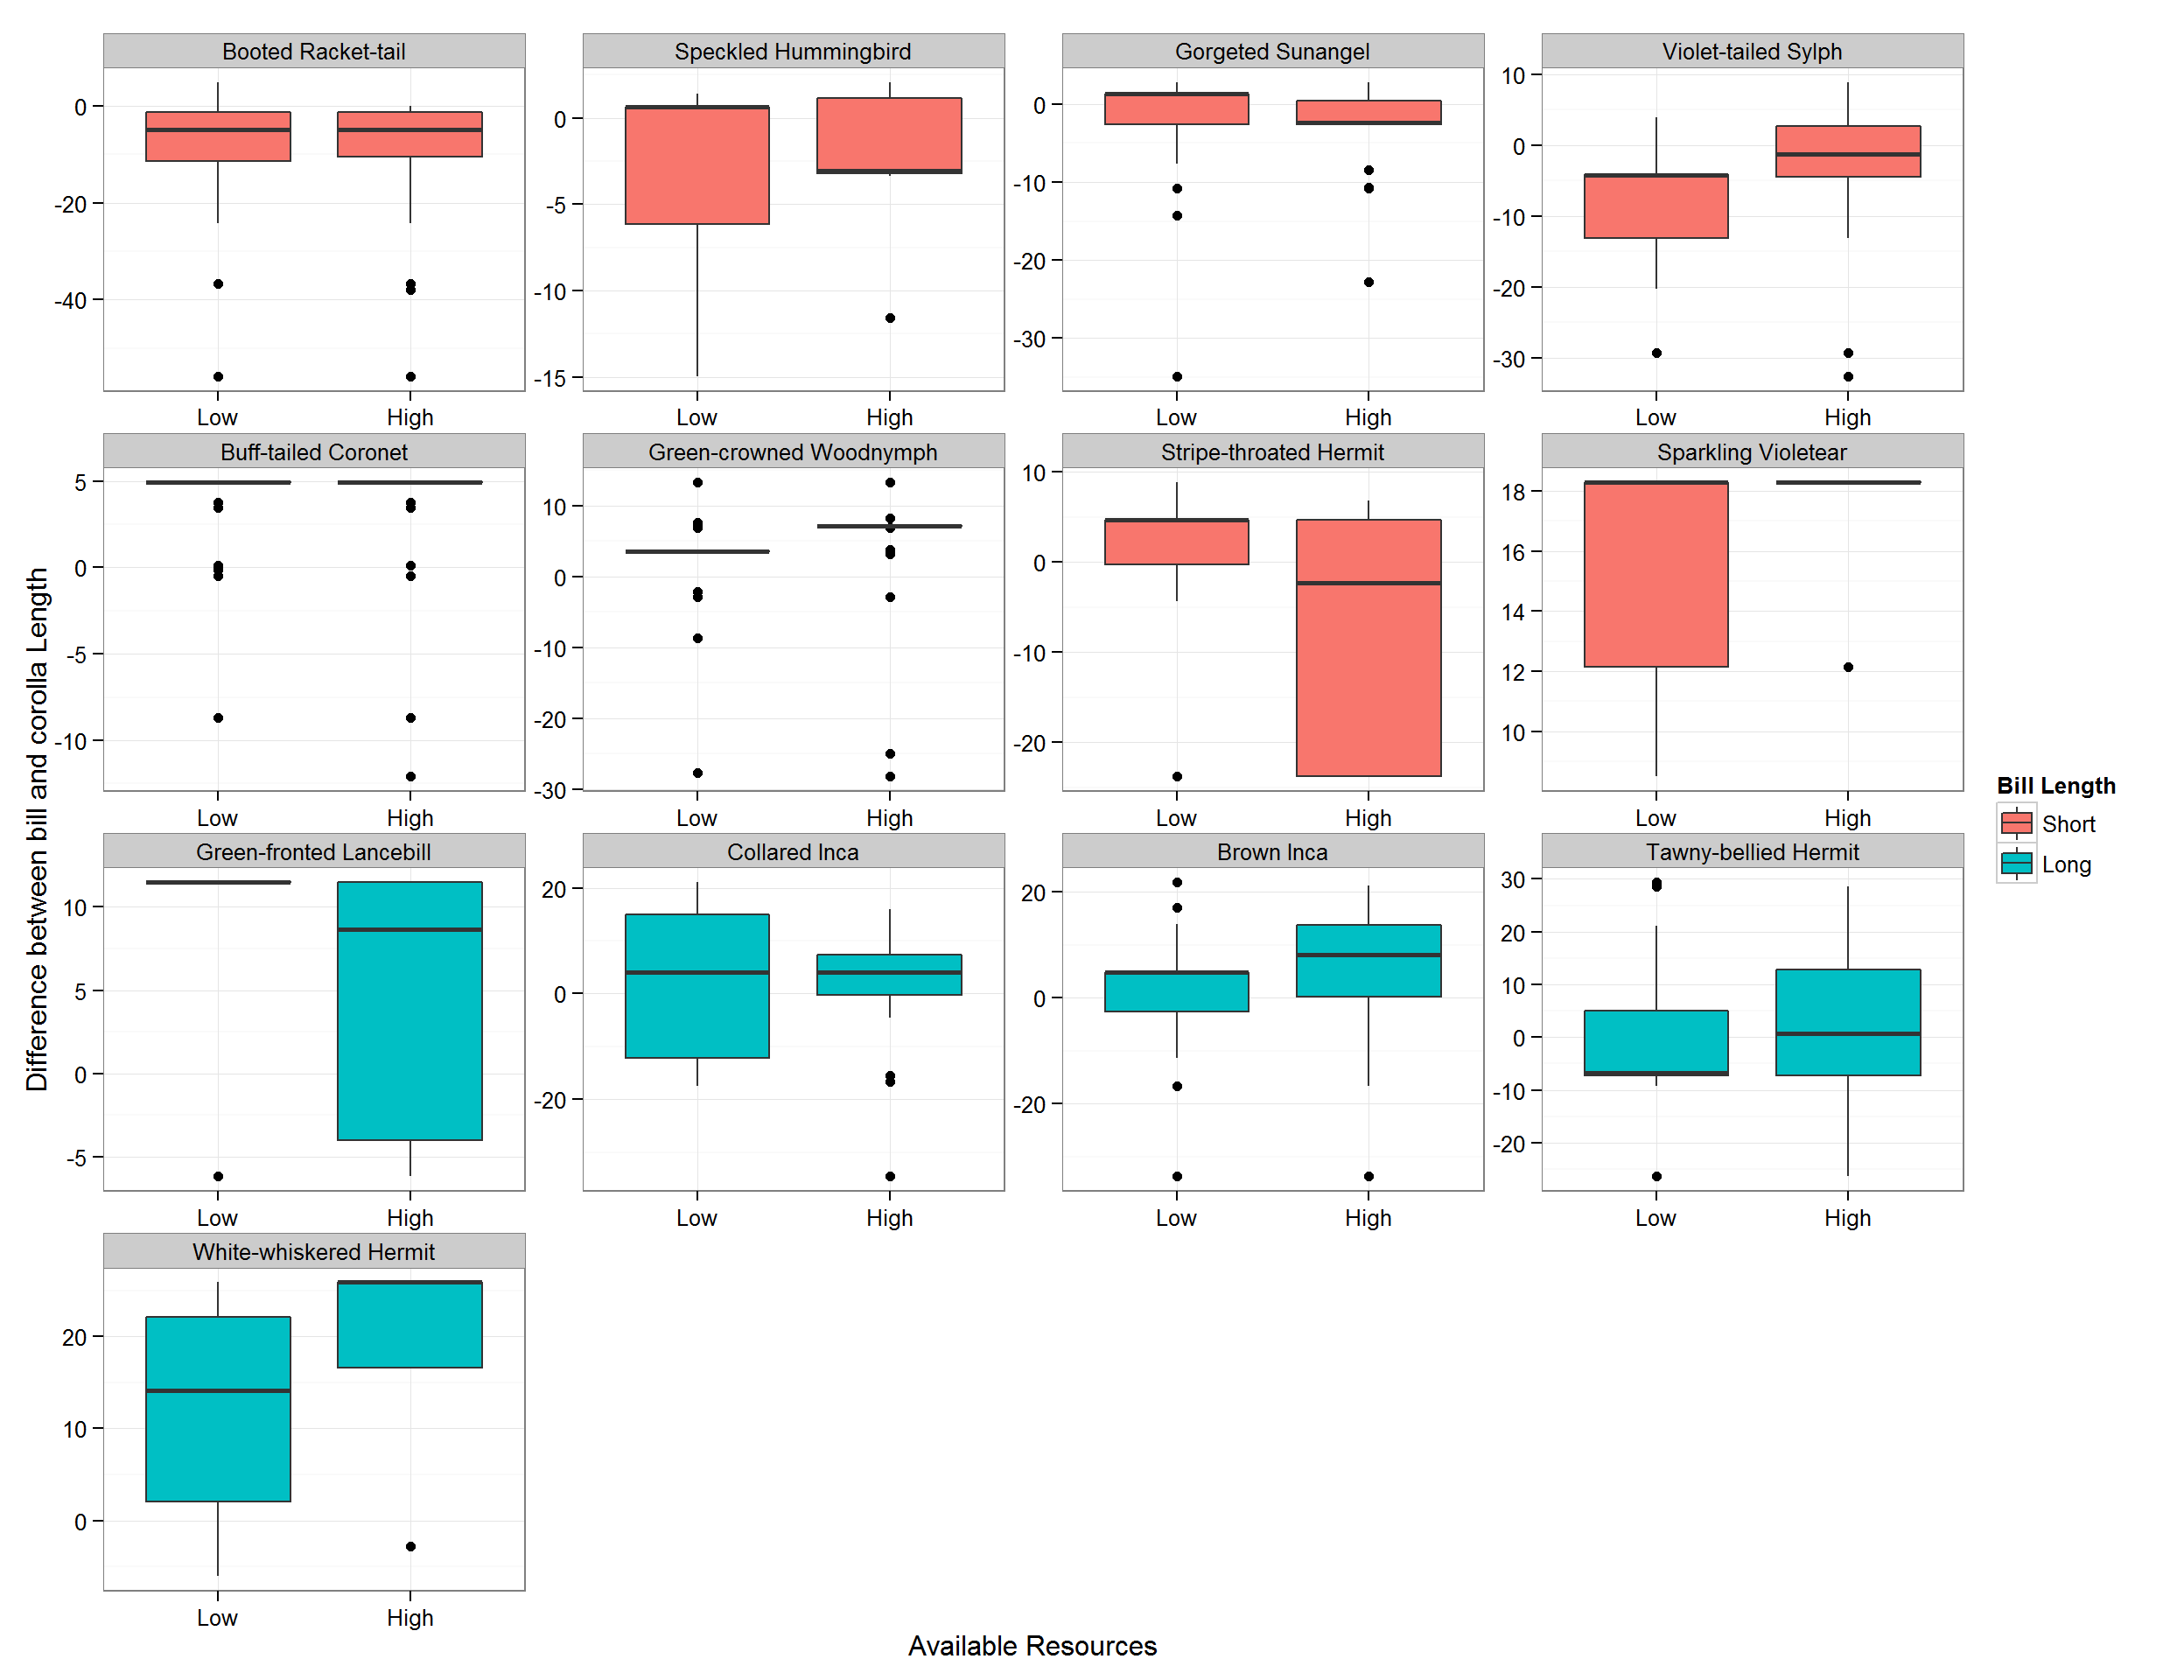 Booted Racket-tail
Speckled Hummingbird
Gorgeted Sunangel
Violet-tailed Sylph
0
-20
-40
0
-5
-10
-15
0
-10
-20
-30
10
0
-10
-20
-30
Low High
Low High
Low High
Low High
Buff-tailed Coronet
Green-crowned Woodnymph
Stripe-throated Hermit
Sparkling Violetear
5
0
-5
-10
10
0
-10
-20
-30
10
0
-10
-20
18
16
14
12
10
Low High
Low High
Low High
Low High
Green-fronted Lancebill
Collared Inca
Brown Inca
Tawny-bellied Hermit
10
5
0
-5
20
0
-20
20
0
-20
30
20
10
0
-10
-20
Low High
Low High
Low High
Low High
White-whiskered Hermit
20
10
0
Low High
Difference between bill and corolla Length
Available Resources
Bill Length
Short
Long